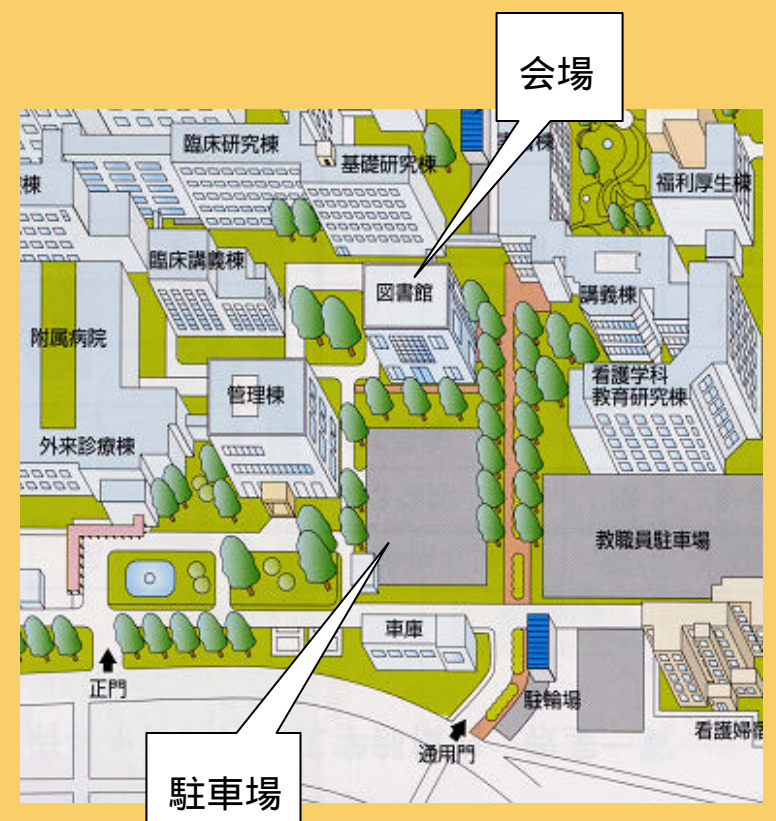 会場
臨床研究棟
基礎研究棟
棟
福利厚生棟
臨床講義棟
図書館
講義棟
附属病院
管理棟
看護学科
教育研究棟
外来診療棟
教職員駐車場
車庫
正門
駐輪場
通用門
看護婦宿
駐車場